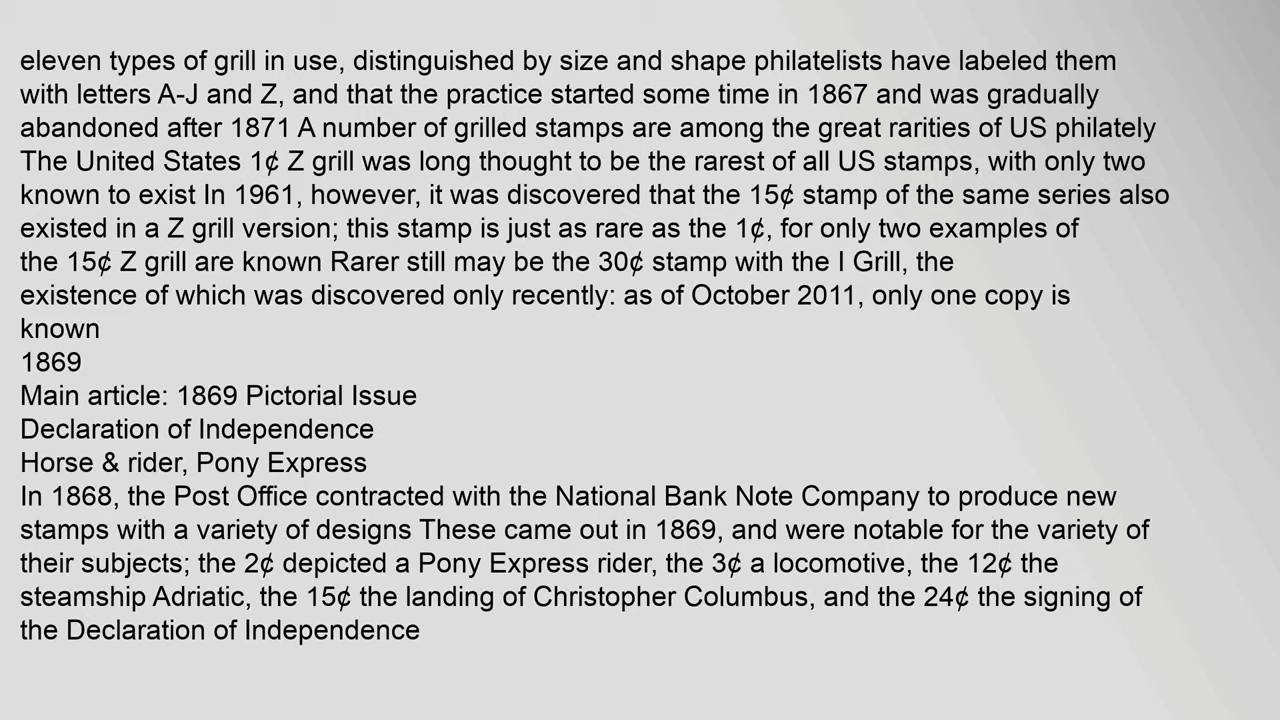 eleven types of grill in use, distinguished by size and shape philatelists have labeled them
with letters A-J and Z, and that the practice started some time in 1867 and was gradually
abandoned after 1871 A number of grilled stamps are among the great rarities of US philately
The United States 1¢ Z grill was long thought to be the rarest of all US stamps, with only two
known to exist In 1961, however, it was discovered that the 15¢ stamp of the same series also
existed in a Z grill version; this stamp is just as rare as the 1¢, for only two examples of
the 15¢ Z grill are known Rarer still may be the 30¢ stamp with the I Grill, the
existence of which was discovered only recently: as of October 2011, only one copy is
known
1869
Main article: 1869 Pictorial Issue
Declaration of Independence
Horse & rider, Pony Express
In 1868, the Post Office contracted with the National Bank Note Company to produce new
stamps with a variety of designs These came out in 1869, and were notable for the variety of
their subjects; the 2¢ depicted a Pony Express rider, the 3¢ a locomotive, the 12¢ the
steamship Adriatic, the 15¢ the landing of Christopher Columbus, and the 24¢ the signing of
the Declaration of Independence